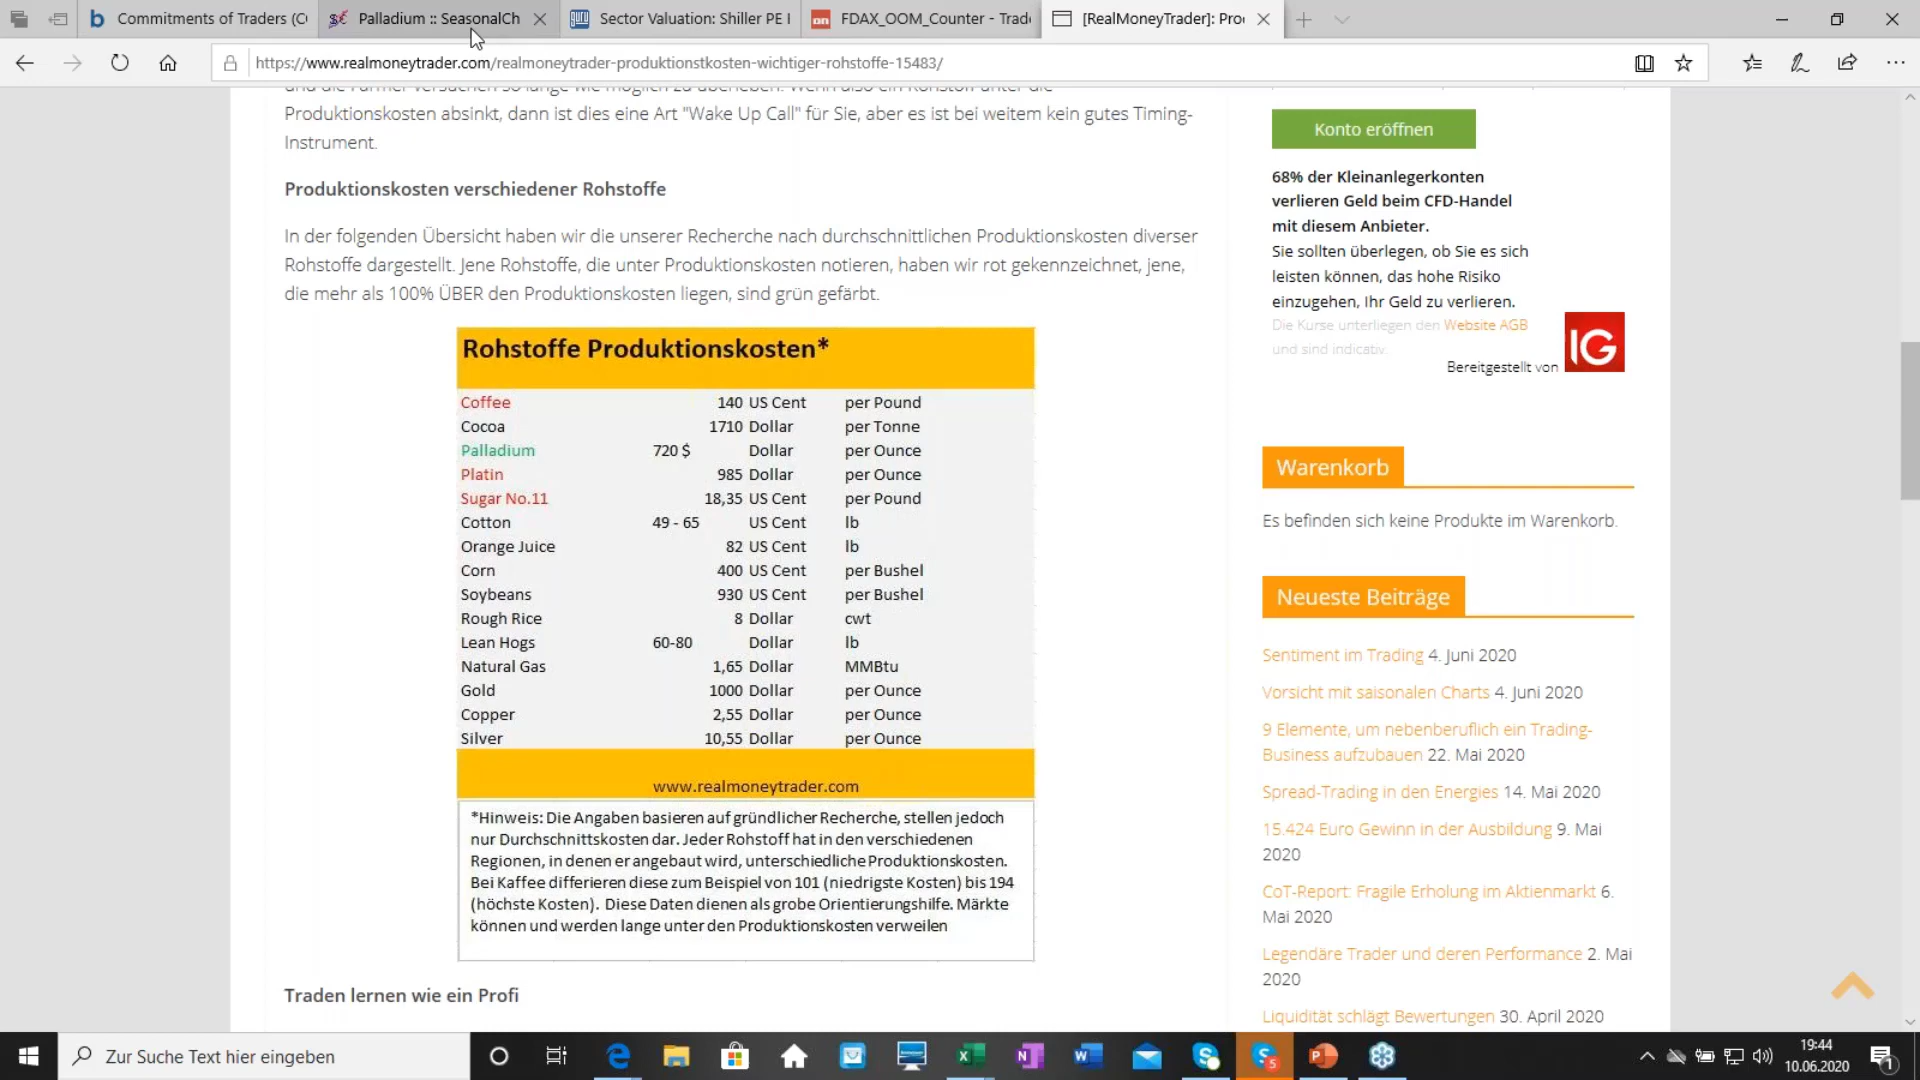 Commitments of Traders (C
Palladium :: SeasonalCh
Sector Valuation: Shiller PE
FDAX_OOM_Counter - Trad
[RealMoneyTrader]: Pro
https://www.realmoneytrader.com/realmoneytrader-produktionstkosten-wichtiger-rohstoffe-15483/
und die Farmer versuchen so lange wie möglich zu überleben. Wenn also ein Rohstoff unter die
Produktionskosten absinkt, dann ist dies eine Art "Wake Up Call" für Sie, aber es ist bei weitem kein gutes Timing-
Instrument.
Produktionskosten verschiedener Rohstoffe
In der folgenden Übersicht haben wir die unserer Recherche nach durchschnittlichen Produktionskosten diverser
Rohstoffe dargestellt. Jene Rohstoffe, die unter Produktionskosten notieren, haben wir rot gekennzeichnet, jene,
die mehr als 100% ÜBER den Produktionskosten liegen, sind grün gefärbt.
Rohstoffe Produktionskosten*
Coffee 140 US Cent per Pound
Cocoa 1710 Dollar per Tonne
Palladium 720 $ Dollar per Ounce
Platin 985 Dollar per Ounce
Sugar No.11 18,35 US Cent per Pound
Cotton 49 - 65 US Cent lb
Orange Juice 82 US Cent lb
Corn 400 US Cent per Bushel
Soybeans 930 US Cent per Bushel
Rough Rice 8 Dollar cwt
Lean Hogs 60-80 Dollar lb
Natural Gas 1,65 Dollar MMBtu
Gold 1000 Dollar per Ounce
Copper 2,55 Dollar per Ounce
Silver 10,55 Dollar per Ounce
www.realmoneytrader.com
*Hinweis: Die Angaben basieren auf gründlicher Recherche, stellen jedoch
nur Durchschnittskosten dar. Jeder Rohstoff hat in den verschiedenen
Regionen, in denen er angebaut wird, unterschiedliche Produktionskosten.
Bei Kaffee differieren diese zum Beispiel von 101 (niedrigste Kosten) bis 194
(höchste Kosten). Diese Daten dienen als grobe Orientierungshilfe. Märkte
können und werden lange unter den Produktionskosten verweilen
Traden lernen wie ein Profi
Konto eröffnen
68% der Kleinanlegerkonten
verlieren Geld beim CFD-Handel
mit diesem Anbieter.
Sie sollten überlegen, ob Sie es sich
leisten können, das hohe Risiko
einzugehen, Ihr Geld zu verlieren.
Die Kurse unterliegen den Website AGB
und sind indicativ.
Bereitgestellt von IG
Warenkorb
Es befinden sich keine Produkte im Warenkorb.
Neueste Beiträge
Sentiment im Trading 4. Juni 2020
Vorsicht mit saisonalen Charts 4. Juni 2020
9 Elemente, um nebenberuflich ein Trading-
Business aufzubauen 22. Mai 2020
Spread-Trading in den Energies 14. Mai 2020
15.424 Euro Gewinn in der Ausbildung 9. Mai
2020
CoT-Report: Fragile Erholung im Aktienmarkt 6.
Mai 2020
Legendäre Trader und deren Performance 2. Mai
2020
Liquidität schlägt Bewertungen 30. April 2020
Zur Suche Text hier eingeben
19:44
10.06.2020